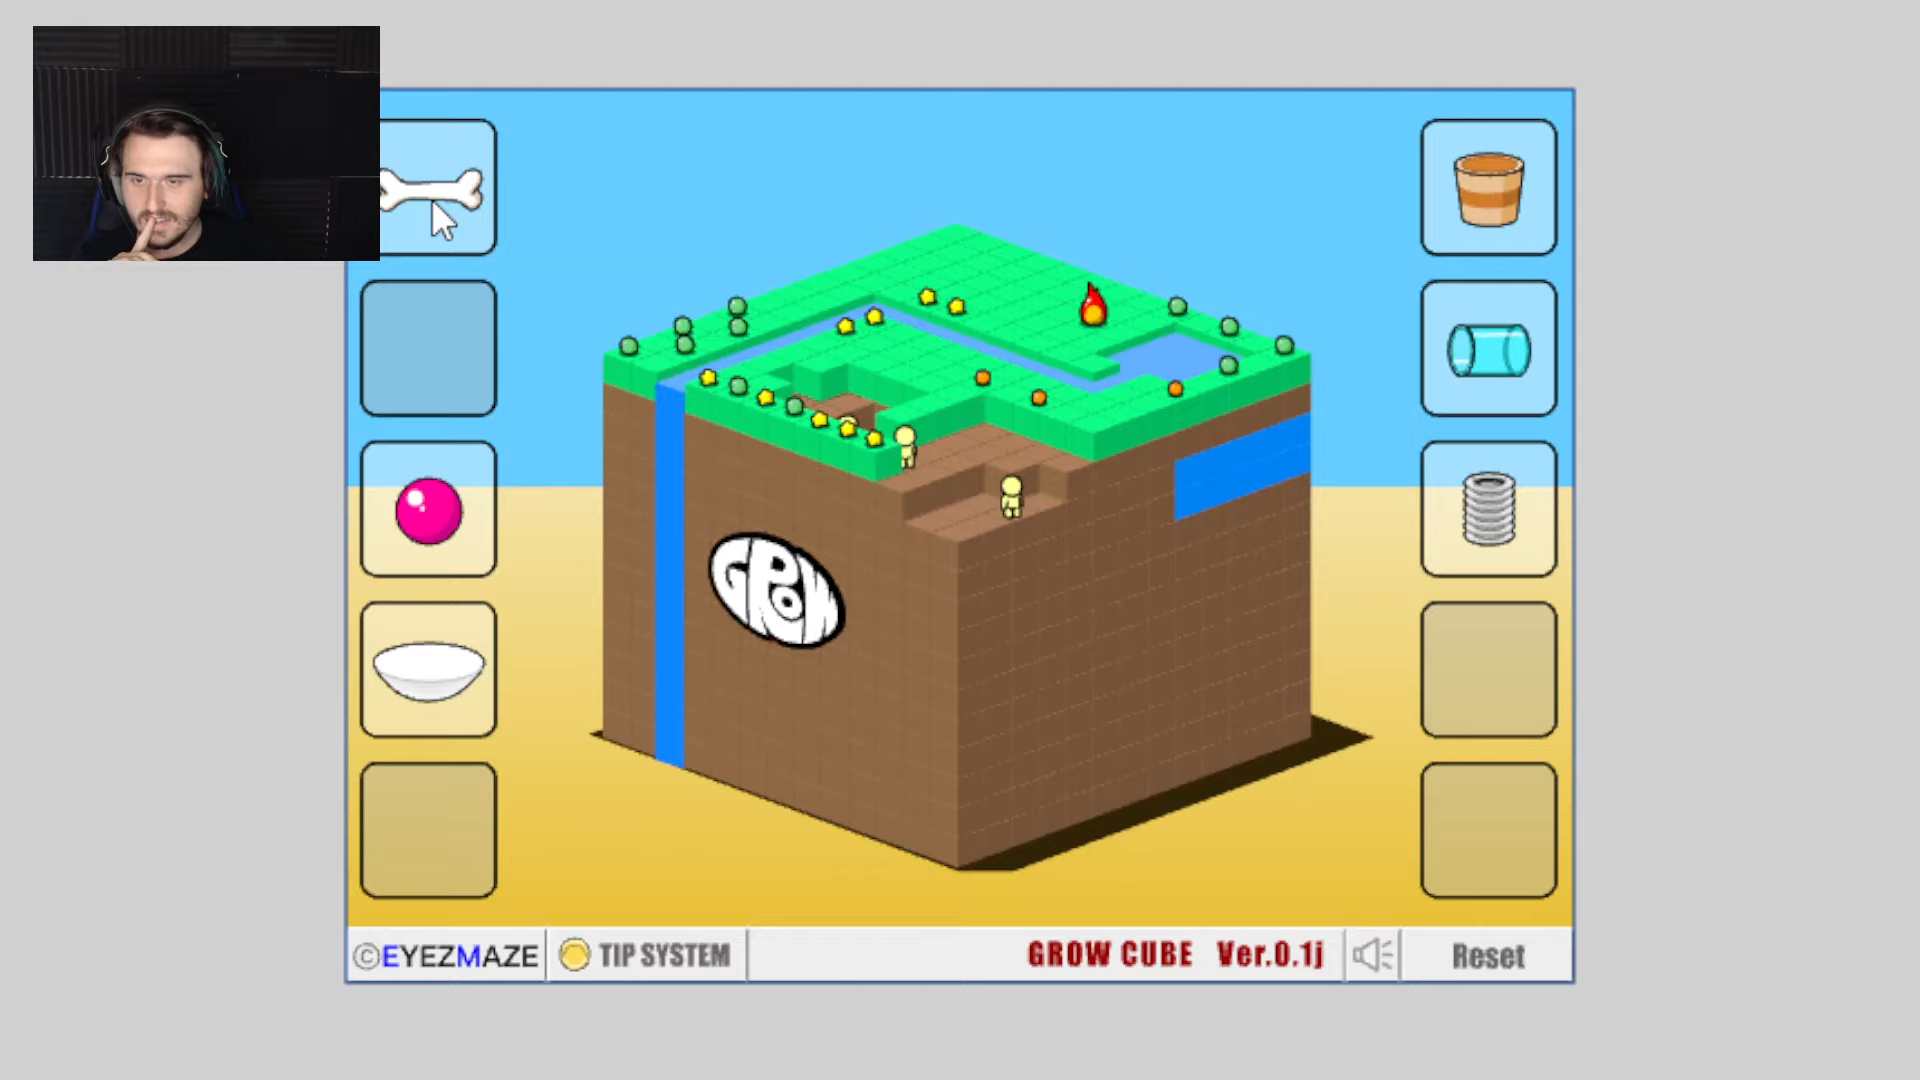 GROW
©EYEZMAZE
TIP SYSTEM
GROW CUBE Ver.0.1j
Reset